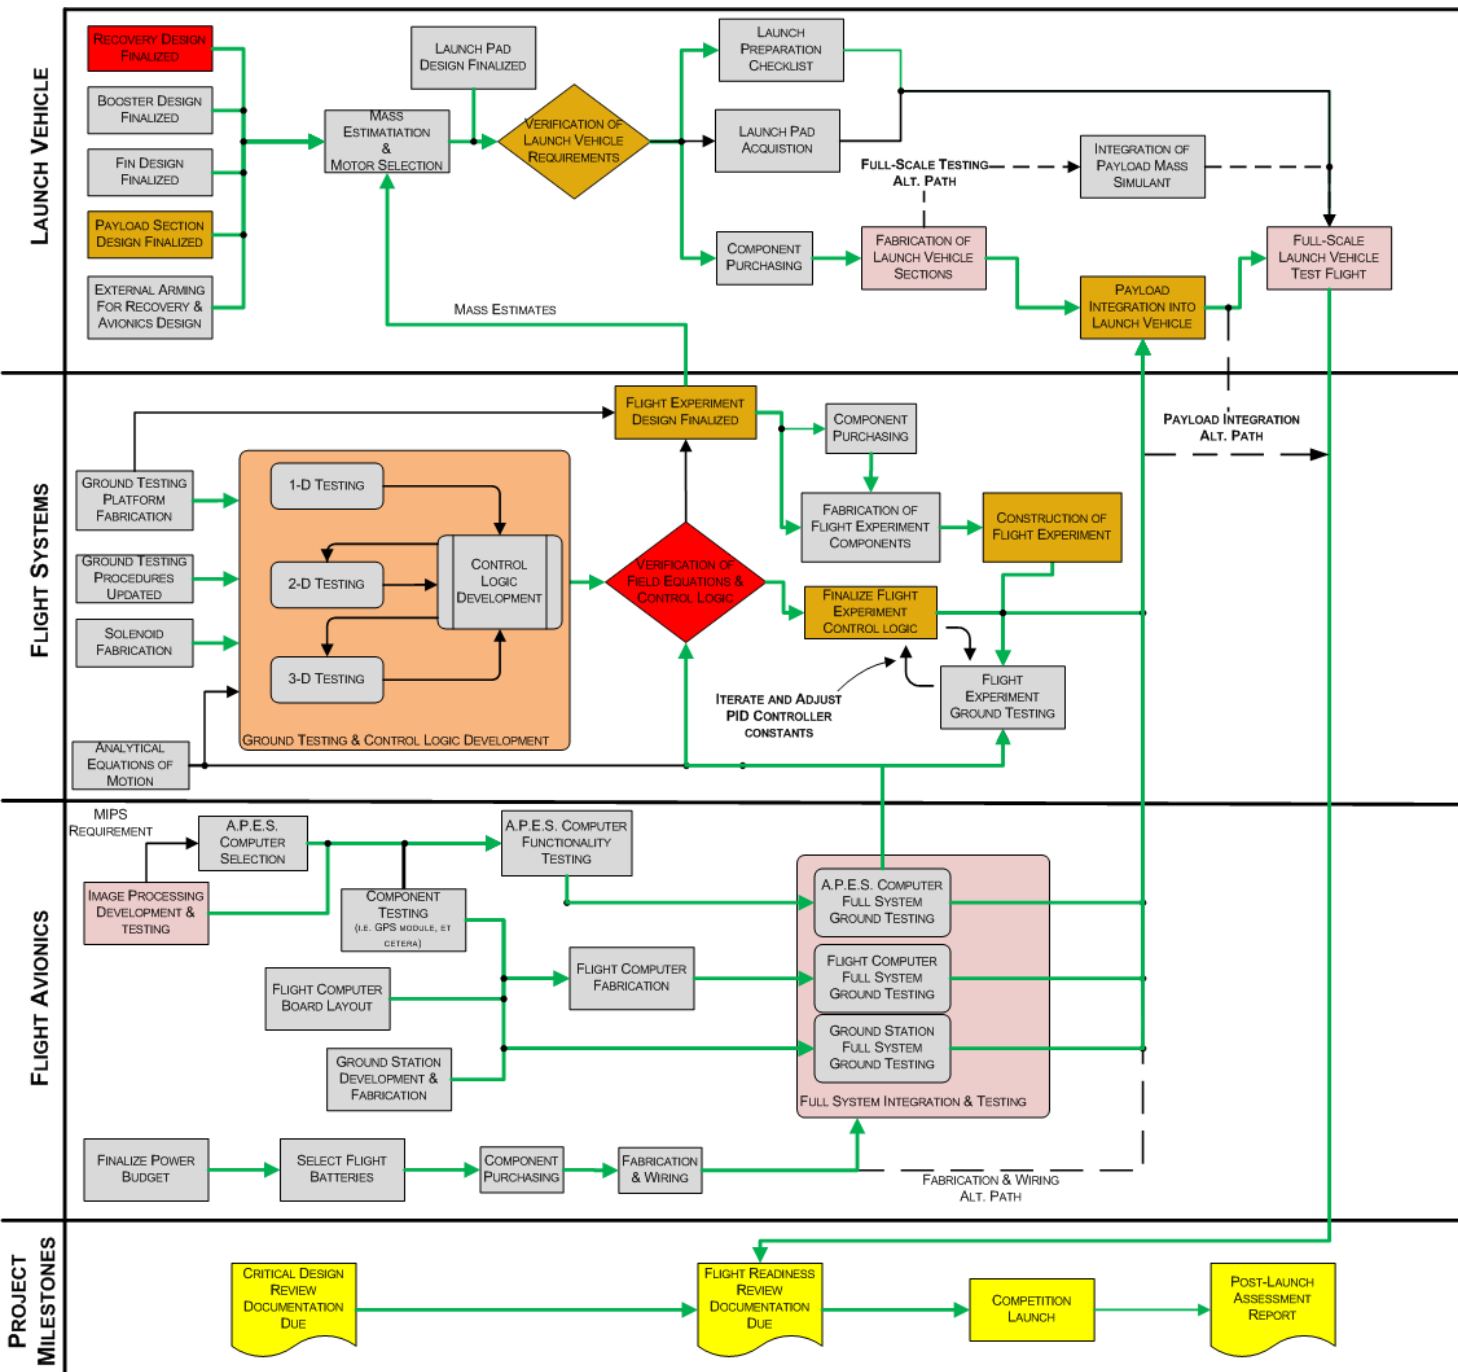 LAUNCH VEHICLE
RECOVERY DESIGN
FINALIZED
BOOSTER DESIGN
FINALIZED
FIN DESIGN
FINALIZED
PAYLOAD SECTION
DESIGN FINALIZED
EXTERNAL ARMING
FOR RECOVERY &
AVIONICS DESIGN
MASS
ESTIMATIATION
&
MOTOR SELECTION
LAUNCH PAD
DESIGN FINALIZED
VERIFICATION OF
LAUNCH VEHICLE
REQUIREMENTS
LAUNCH
PREPARATION
CHECKLIST
LAUNCH PAD
ACQUISTION
COMPONENT
PURCHASING
FULL-SCALE TESTING
ALT. PATH
FABRICATION OF
LAUNCH VEHICLE
SECTIONS
INTEGRATION OF
PAYLOAD MASS
SIMULANT
PAYLOAD
INTEGRATION INTO
LAUNCH VEHICLE
FULL-SCALE
LAUNCH VEHICLE
TEST FLIGHT
MASS ESTIMATES
FLIGHT SYSTEMS
GROUND TESTING
PLATFORM
FABRICATION
GROUND TESTING
PROCEDURES
UPDATED
SOLENOID
FABRICATION
ANALYTICAL
EQUATIONS OF
MOTION
1-D TESTING
2-D TESTING
3-D TESTING
CONTROL
LOGIC
DEVELOPMENT
GROUND TESTING & CONTROL LOGIC DEVELOPMENT
FLIGHT EXPERIMENT
DESIGN FINALIZED
VERIFICATION OF
FIELD EQUATIONS &
CONTROL LOGIC
COMPONENT
PURCHASING
FABRICATION OF
FLIGHT EXPERIMENT
COMPONENTS
CONSTRUCTION OF
FLIGHT EXPERIMENT
FINALIZE FLIGHT
EXPERIMENT
CONTROL LOGIC
FLIGHT
EXPERIMENT
GROUND TESTING
ITERATE AND ADJUST
PID CONTROLLER
CONSTANTS
PAYLOAD INTEGRATION
ALT. PATH
FLIGHT AVIONICS
MIPS
REQUIREMENT
A.P.E.S.
COMPUTER
SELECTION
IMAGE PROCESSING
DEVELOPMENT &
TESTING
COMPONENT
TESTING
(I.E. GPS MODULE, ET
CETERA)
A.P.E.S. COMPUTER
FUNCTIONALITY
TESTING
FLIGHT COMPUTER
BOARD LAYOUT
FLIGHT COMPUTER
FABRICATION
GROUND STATION
DEVELOPMENT &
FABRICATION
A.P.E.S. COMPUTER
FULL SYSTEM
GROUND TESTING
FLIGHT COMPUTER
FULL SYSTEM
GROUND TESTING
GROUND STATION
FULL SYSTEM
GROUND TESTING
FULL SYSTEM INTEGRATION & TESTING
FINALIZE POWER
BUDGET
SELECT FLIGHT
BATTERIES
COMPONENT
PURCHASING
FABRICATION
& WIRING
FABRICATION & WIRING
ALT. PATH
PROJECT
MILESTONES
CRITICAL DESIGN
REVIEW
DOCUMENTATION
DUE
FLIGHT READINESS
REVIEW
DOCUMENTATION
DUE
COMPETITION
LAUNCH
POST-LAUNCH
ASSESSMENT
REPORT